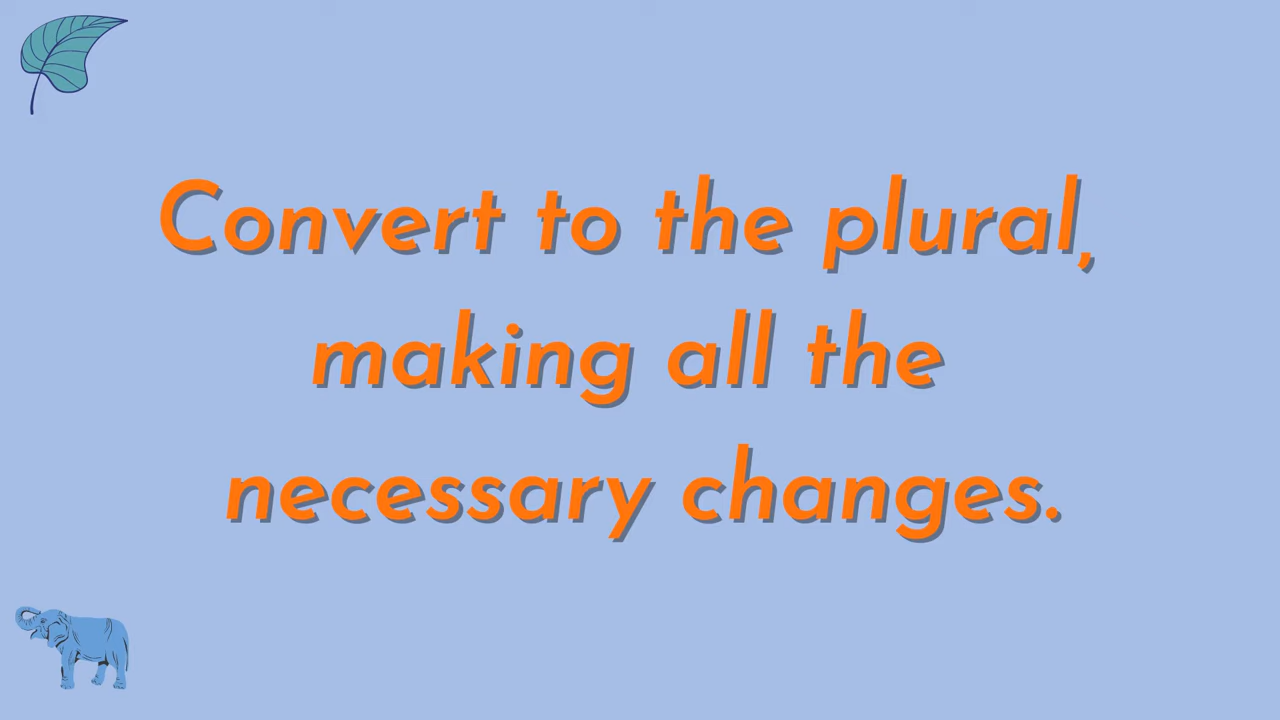 Convert to the plural,
making all the
necessary changes.